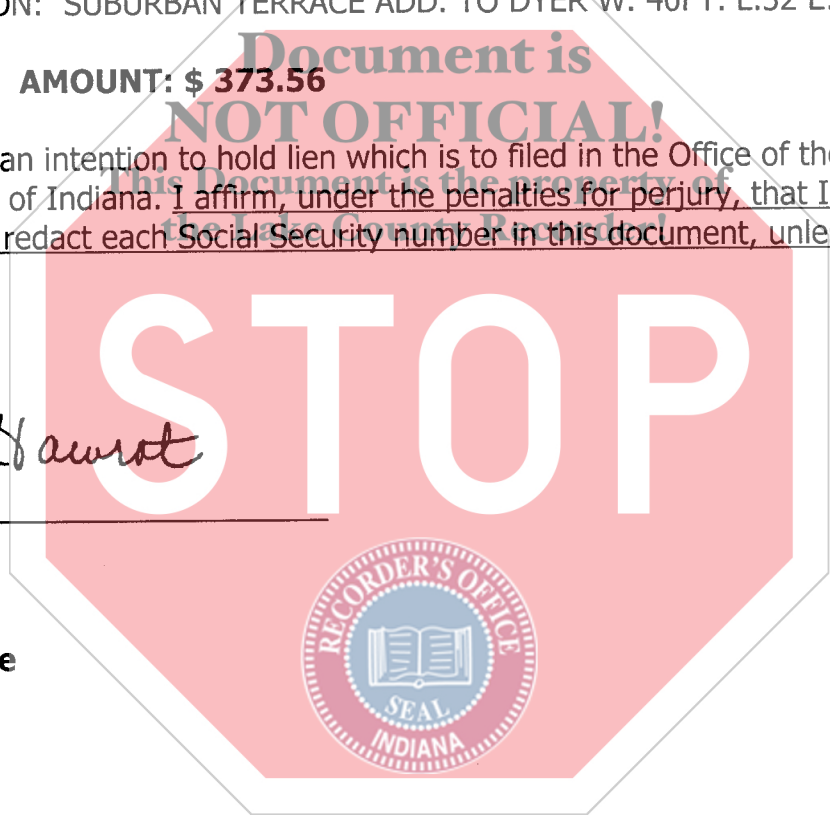 ON: SUBURBAN TERRACE ADD. TO DYER W. 40FT. L.32 E.
Document is
AMOUNT: $ 373.56
NOT OFFICIAL!
an intention to hold lien which is to filed in the Office of the
This Document is the property of
of Indiana. I affirm, under the penalties for perjury, that I
the Lake County Recorder!
redact each Social Security number in this document, unle
STOP
Hawrot
RECORDER'S OFFICE
SEAL
INDIANA
e